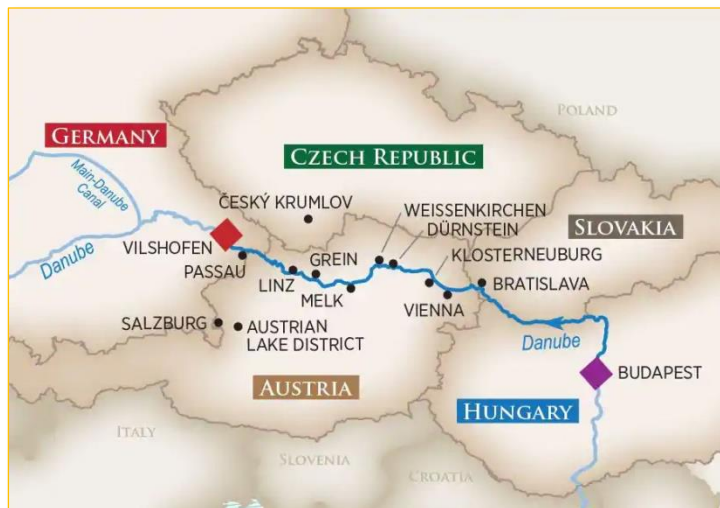 POLAND
GERMANY
CZECH REPUBLIC
Main-Danube
Canal
ČESKÝ KRUMLOV
WEISSENKIRCHEN
DÜRNSTEIN
SLOVAKIA
VILSHOFEN
GREIN
KLOSTERNEUBURG
Danube
PASSAU
LINZ
MELK
VIENNA
BRATISLAVA
SALZBURG
AUSTRIAN
LAKE DISTRICT
Danube
BUDAPEST
AUSTRIA
HUNGARY
ITALY
SLOVENIA
CROATIA